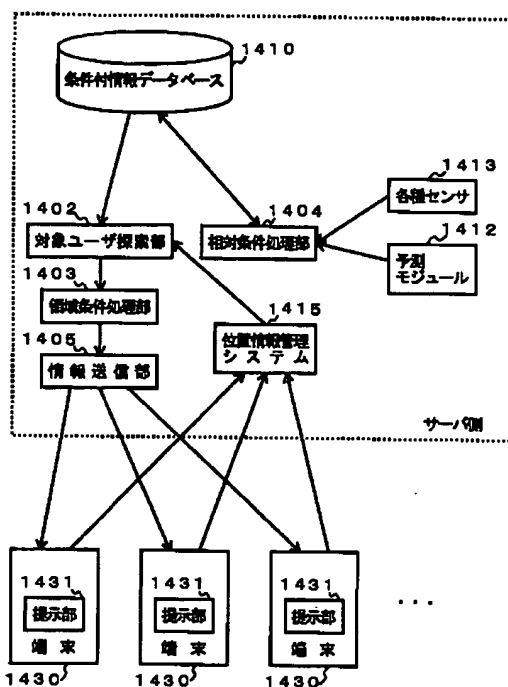 1410
条件付情報データベース
1413
各種センサ
1402
対象ユーザ探索部
1404
相対条件処理部
1412
予測
モジュール
1403
領域条件処理部
1415
位置情報管理
システム
1405
情報送信部
サーバ側
1431
提示部
端末
1430
1431
提示部
端末
1430
1431
提示部
端末
1430
...